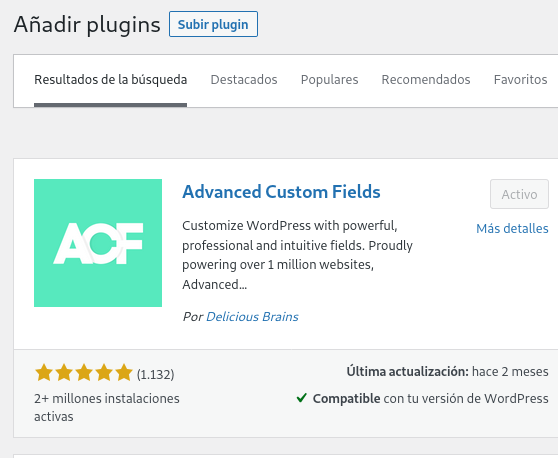 Añadir plugins
Subir plugin
Resultados de la búsqueda
Destacados
Populares
Recomendados
Favoritos
ACF
Advanced Custom Fields
Activo
Más detalles
Customize WordPress with powerful,
professional and intuitive fields. Proudly
powering over 1 million websites,
Advanced...
Por Delicious Brains
(1.132)
2+ millones instalaciones
activas
Última actualización: hace 2 meses
Compatible con tu versión de WordPress